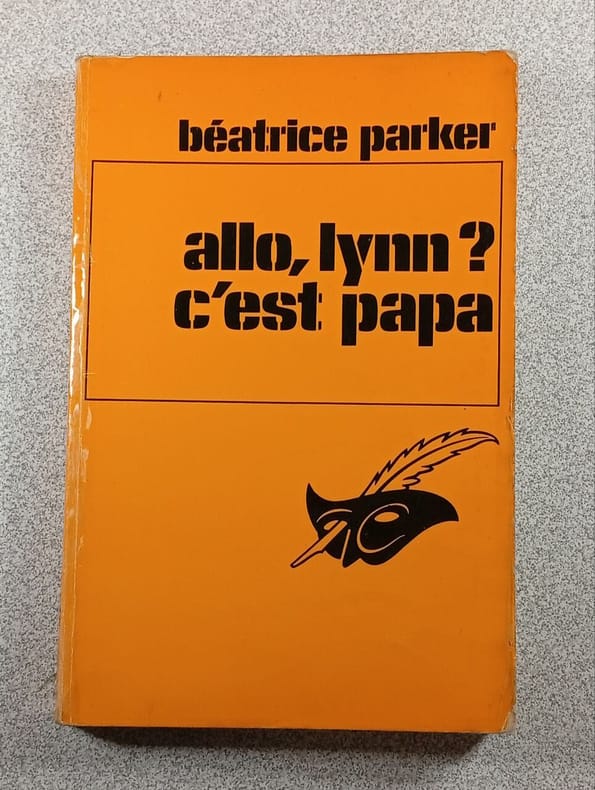 béatrice parker
allo, lynn ?
c'est papa